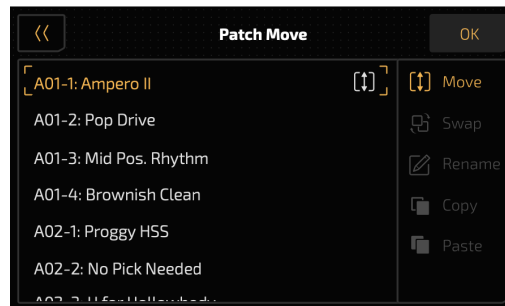 Patch Move
OK
A01-1: Ampero II
A01-2: Pop Drive
A01-3: Mid Pos. Rhythm
A01-4: Brownish Clean
A02-1: Proggy HSS
A02-2: No Pick Needed
Move
Swap
Rename
Copy
Paste